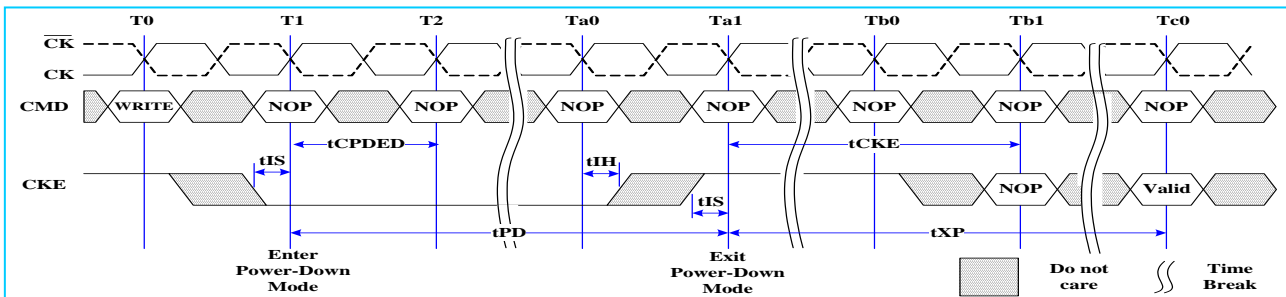 T0 T1 T2 Ta0 Ta1 Tb0 Tb1 Tc0
CK
CK
CMD WRITE NOP NOP NOP NOP NOP NOP NOP
tCPDED tCKE
tIS tIH
CKE NOP Valid
tIS
tPD tXP
Enter
Power-Down
Mode
Exit
Power-Down
Mode
Do not
care
Time
Break